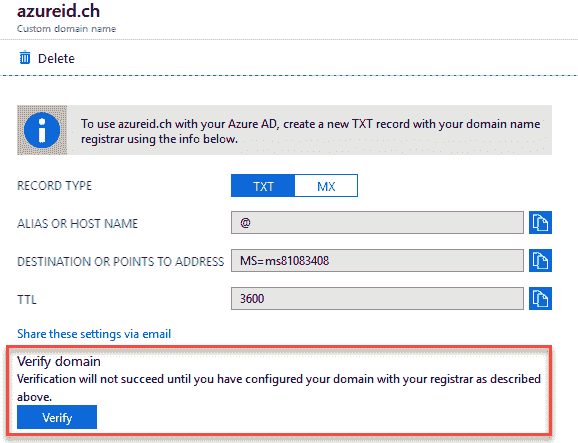 azureid.ch
Custom domain name
Delete
To use azureid.ch with your Azure AD, create a new TXT record with your domain name
registrar using the info below.
RECORD TYPE
TXT
MX
ALIAS OR HOST NAME
@
DESTINATION OR POINTS TO ADDRESS
MS=ms81083408
TTL
3600
Share these settings via email
Verify domain
Verification will not succeed until you have configured your domain with your registrar as described
above.
Verify